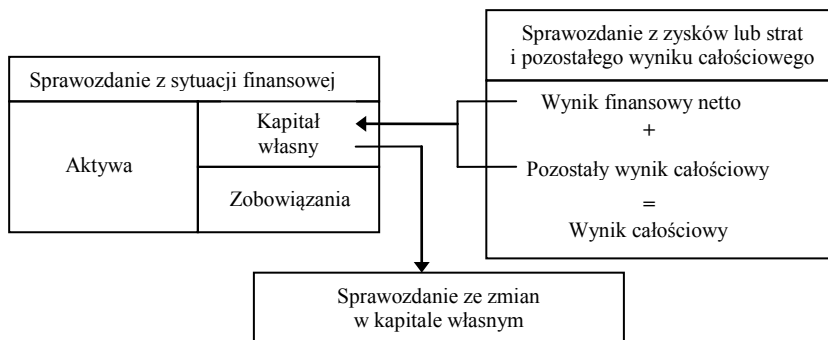 Sprawozdanie z zysków lub strat
i pozostałego wyniku całościowego
Sprawozdanie z sytuacji finansowej
Aktywa
Kapitał
własny
Zobowiązania
Wynik finansowy netto
+
Pozostały wynik całościowy
=
Wynik całościowy
Sprawozdanie ze zmian
w kapitale własnym